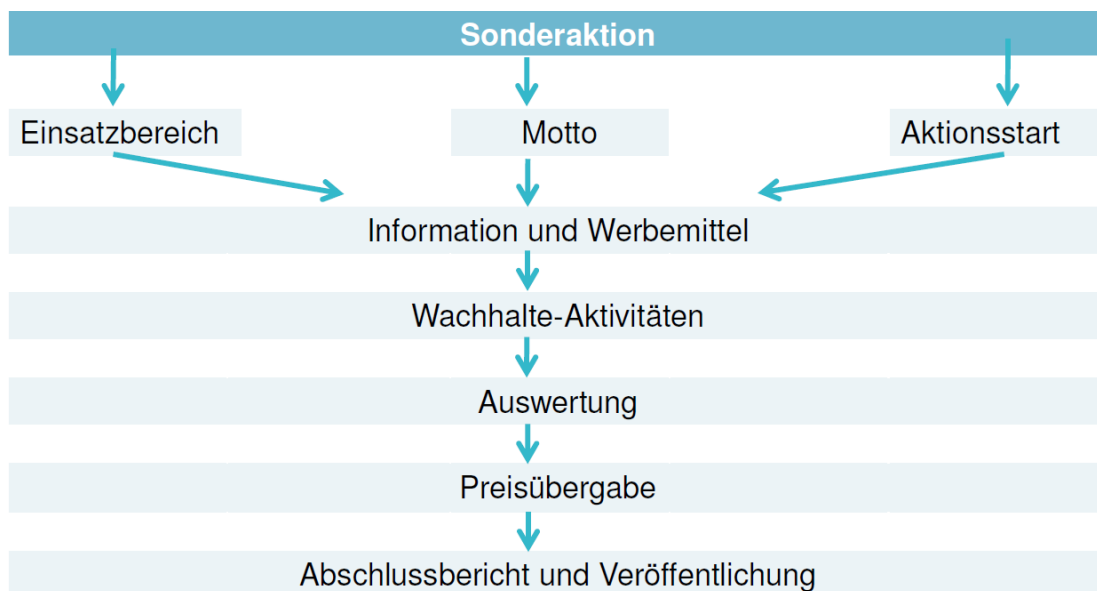 Sonderaktion
Einsatzbereich
Motto
Aktionsstart
Information und Werbemittel
Wachhalte-Aktivitäten
Auswertung
Preisübergabe
Abschlussbericht und Veröffentlichung